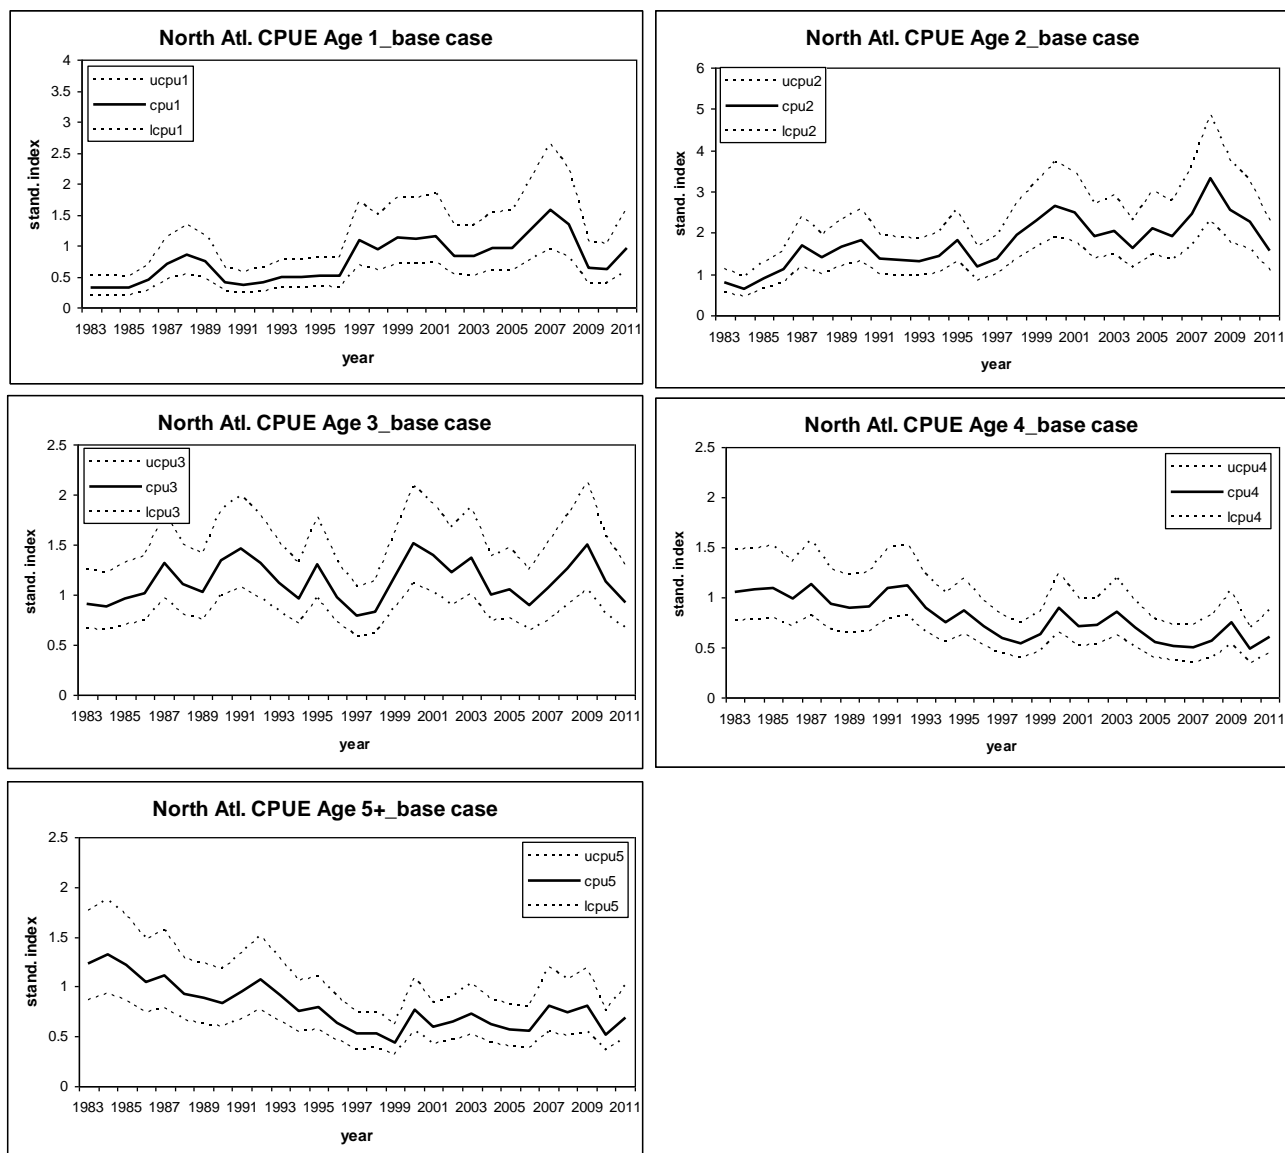 North Atl. CPUE Age 1_base case
4
3.5
3
2.5
2
1.5
1
0.5
0
stand. index
ucpu1
cpu1
lcpu1
1983 1985 1987 1989 1991 1993 1995 1997 1999 2001 2003 2005 2007 2009 2011
year
North Atl. CPUE Age 2_base case
6
5
4
3
2
1
0
stand. index
ucpu2
cpu2
lcpu2
1983 1985 1987 1989 1991 1993 1995 1997 1999 2001 2003 2005 2007 2009 2011
year
North Atl. CPUE Age 3_base case
2.5
2
1.5
1
0.5
0
stand. index
ucpu3
cpu3
lcpu3
1983 1985 1987 1989 1991 1993 1995 1997 1999 2001 2003 2005 2007 2009 2011
year
North Atl. CPUE Age 4_base case
2.5
2
1.5
1
0.5
0
stand. index
ucpu4
cpu4
lcpu4
1983 1985 1987 1989 1991 1993 1995 1997 1999 2001 2003 2005 2007 2009 2011
year
North Atl. CPUE Age 5+_base case
2.5
2
1.5
1
0.5
0
stand. index
ucpu5
cpu5
lcpu5
1983 1985 1987 1989 1991 1993 1995 1997 1999 2001 2003 2005 2007 2009 2011
year